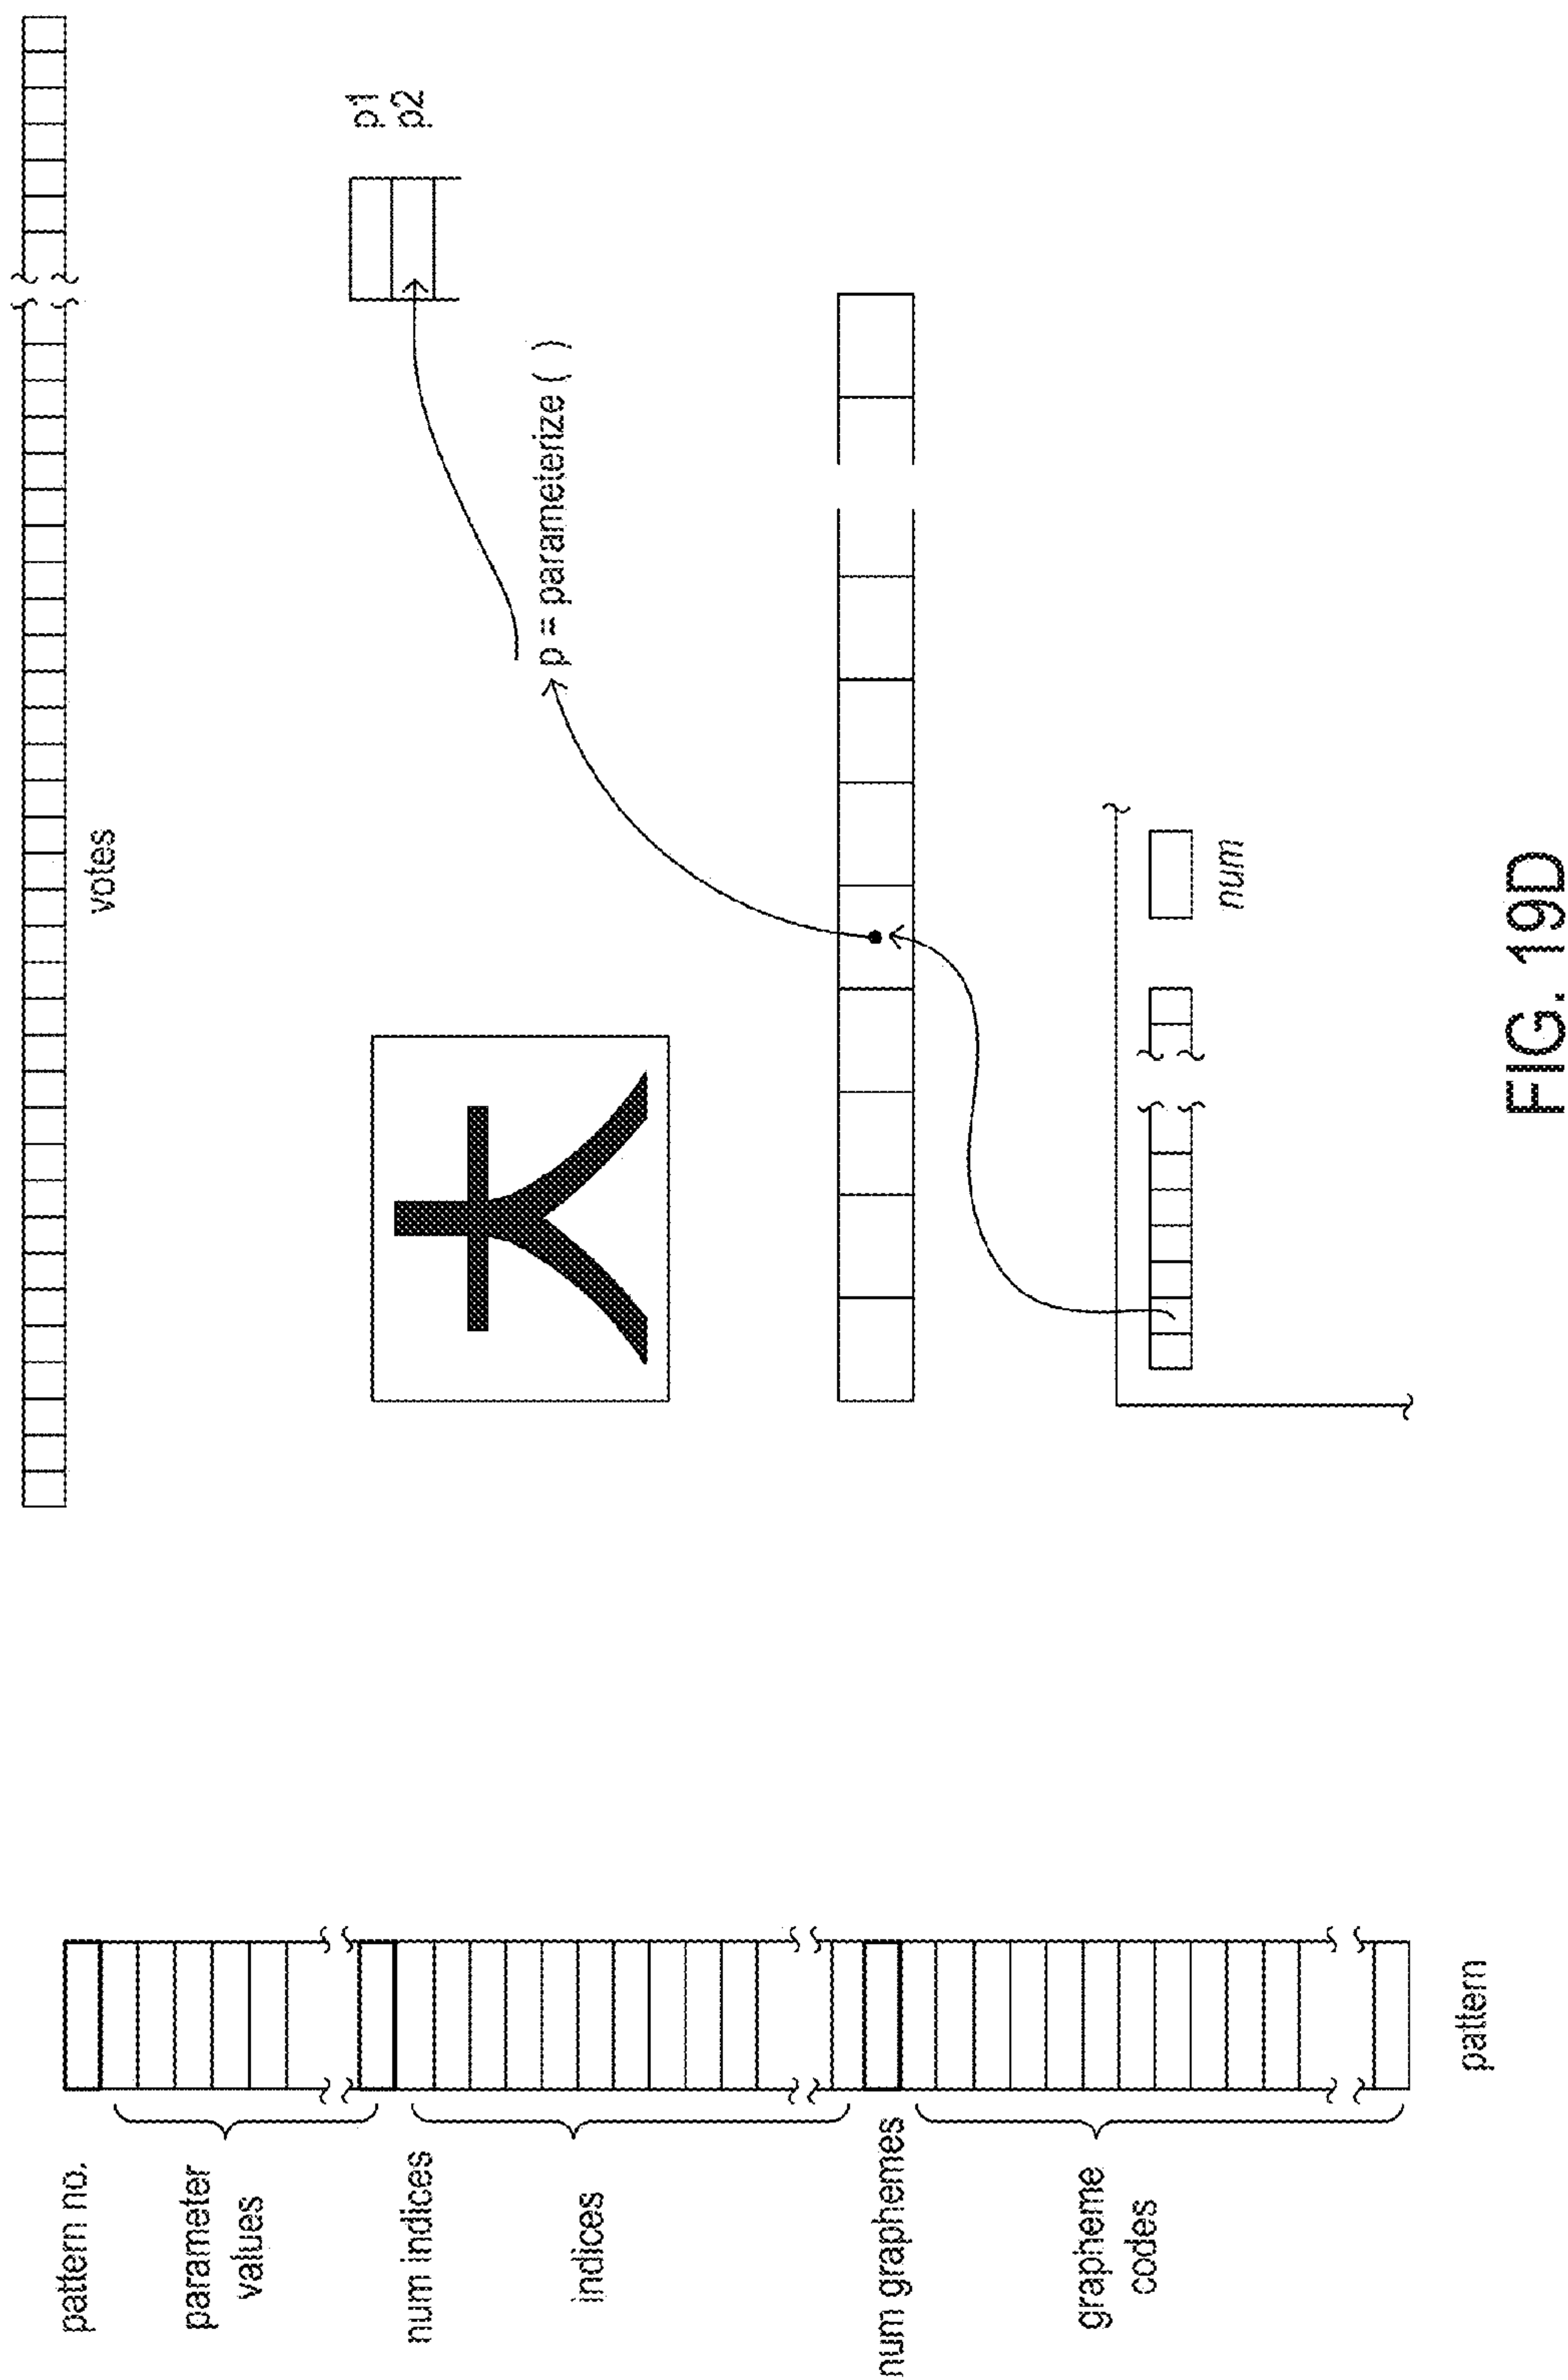 pattern no.
parameter
values
num indices
indices
num graphemes
grapheme
codes
pattern
votes
大
p = parameterize ( )
p1
p2
num
FIG. 19D